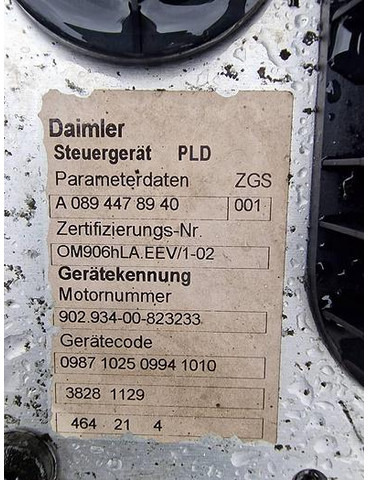 Daimler
Steuergerät PLD
Parameterdaten ZGS
A 089 447 89 40 001
Zertifizierungs-Nr.
OM906hLA.EEV/1-02
Gerätekennung
Motornummer
902.934-00-823233
Gerätecode
0987 1025 0994 1010
3828 1129
464 21 4